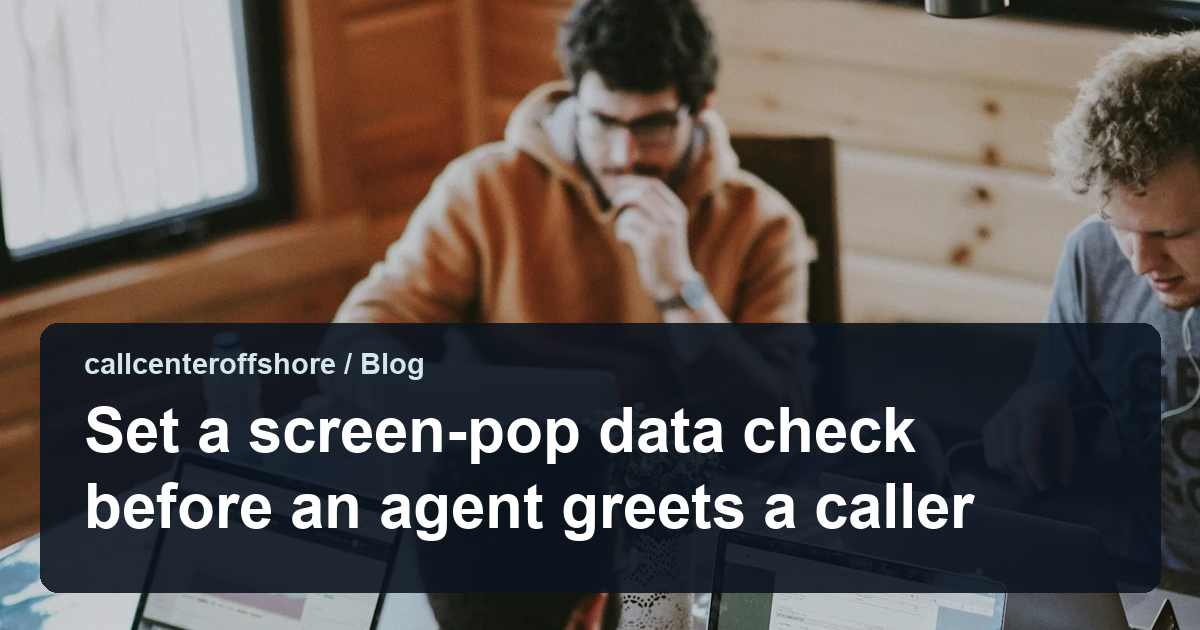 callcenteroffshore / Blog
Set a screen-pop data check
before an agent greets a caller